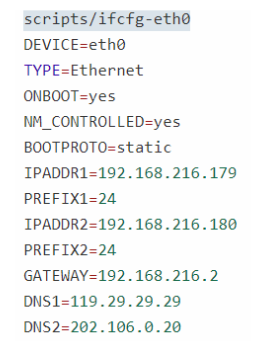 scripts/ifcfg-eth0
DEVICE=eth0
TYPE=Ethernet
ONBOOT=yes
NM_CONTROLLED=yes
BOOTPROTO=static
IPADDR1=192.168.216.179
PREFIX1=24
IPADDR2=192.168.216.180
PREFIX2=24
GATEWAY=192.168.216.2
DNS1=119.29.29.29
DNS2=202.106.0.20